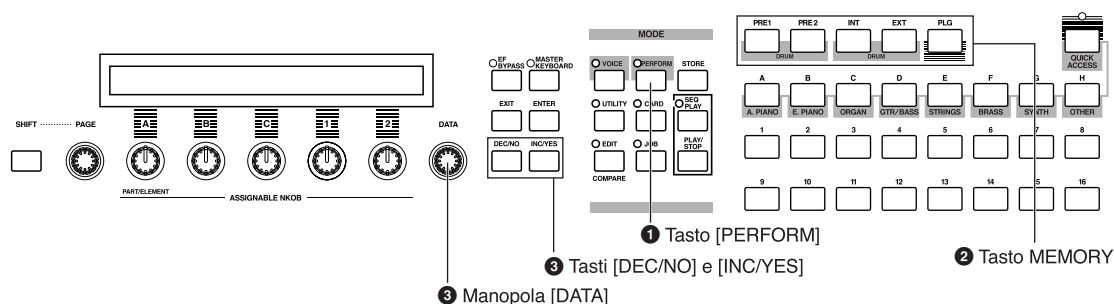 MODE
PRE1 PRE2 INT EXT PLG
DRUM DRUM
QUICK ACCESS
EF BYPASS MASTER KEYBOARD
VOICE PERFORM STORE
EXIT ENTER
UTILITY CARD SEQ PLAY
DEC/NO INC/YES
EDIT JOB PLAY/STOP
COMPARE
A B C D E F G H
A. PIANO E. PIANO ORGAN GTR/BASS STRINGS BRASS SYNTH OTHER
1 2 3 4 5 6 7 8
9 10 11 12 13 14 15 16
SHIFT ············ PAGE A B C 1 2 DATA
PART/ELEMENT
ASSIGNABLE NKOB
1 Tasto [PERFORM]
2 Tasto MEMORY
3 Tasti [DEC/NO] e [INC/YES]
3 Manopola [DATA]